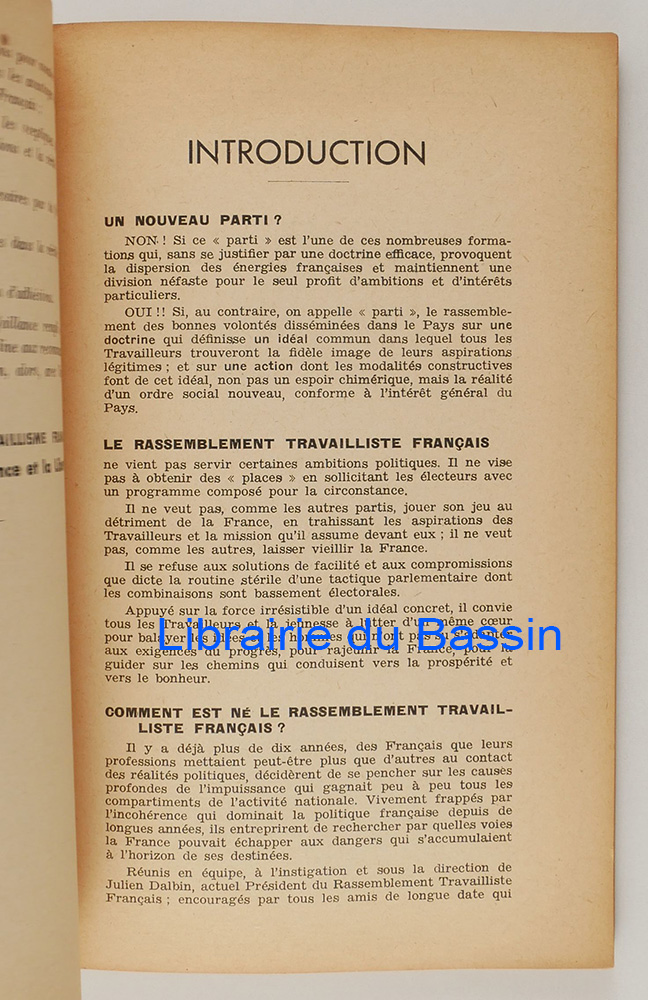 INTRODUCTION
UN NOUVEAU PARTI ?
NON ! Si ce « parti » est l'une de ces nombreuses forma-
tions qui, sans se justifier par une doctrine efficace, provoquent
la dispersion des énergies françaises et maintiennent une
division néfaste pour le seul profit d'ambitions et d'intérêts
particuliers.
OUI !! Si, au contraire, on appelle « parti », le rassemble-
ment des bonnes volontés disséminées dans le Pays sur une
doctrine qui définisse un idéal commun dans lequel tous les
Travailleurs trouveront la fidèle image de leurs aspirations
légitimes ; et sur une action dont les modalités constructives
font de cet idéal, non pas un espoir chimérique, mais la réalité
d'un ordre social nouveau, conforme à l'intérêt général du
Pays.
LE RASSEMBLEMENT TRAVAILLISTE FRANÇAIS
ne vient pas servir certaines ambitions politiques. Il ne vise
pas à obtenir des « places » en sollicitant les électeurs avec
un programme composé pour la circonstance.
Il ne veut pas, comme les autres partis, jouer son jeu au
détriment de la France, en trahissant les aspirations des
Travailleurs et la mission qu'il assume devant eux ; il ne veut
pas, comme les autres, laisser vieillir la France.
Il se refuse aux solutions de facilité et aux compromissions
que dicte la routine stérile d'une tactique parlementaire dont
les combinaisons sont bassement électorales.
Appuyé sur la force irrésistible d'un idéal concret, il convie
tous les Travailleurs et la jeunesse à lutter d'un même cœur
pour balayer les idées et les hommes qui n'ont pas su s'adapter
aux exigences du progrès, pour rajeunir la France, pour la
guider sur les chemins qui conduisent vers la prospérité et
vers le bonheur.
Librairie du Bassin
COMMENT EST NÉ LE RASSEMBLEMENT TRAVAIL-
LISTE FRANÇAIS ?
Il y a déjà plus de dix années, des Français que leurs
professions mettaient peut-être plus que d'autres au contact
des réalités politiques, décidèrent de se pencher sur les causes
profondes de l'impuissance qui gagnait peu à peu tous les
compartiments de l'activité nationale. Vivement frappés par
l'incohérence qui dominait la politique française depuis de
longues années, ils entreprirent de rechercher par quelles voies
la France pouvait échapper aux dangers qui s'accumulaient
à l'horizon de ses destinées.
Réunis en équipe, à l'instigation et sous la direction de
Julien Dalbin, actuel Président du Rassemblement Travailliste
Français ; encouragés par tous les amis de longue date qui